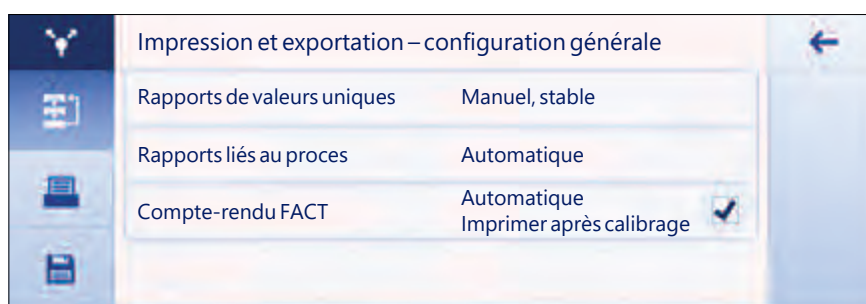 Impression et exportation – configuration générale
Rapports de valeurs uniques Manuel, stable
Rapports liés au proces Automatique
Compte-rendu FACT Automatique
Imprimer après calibrage